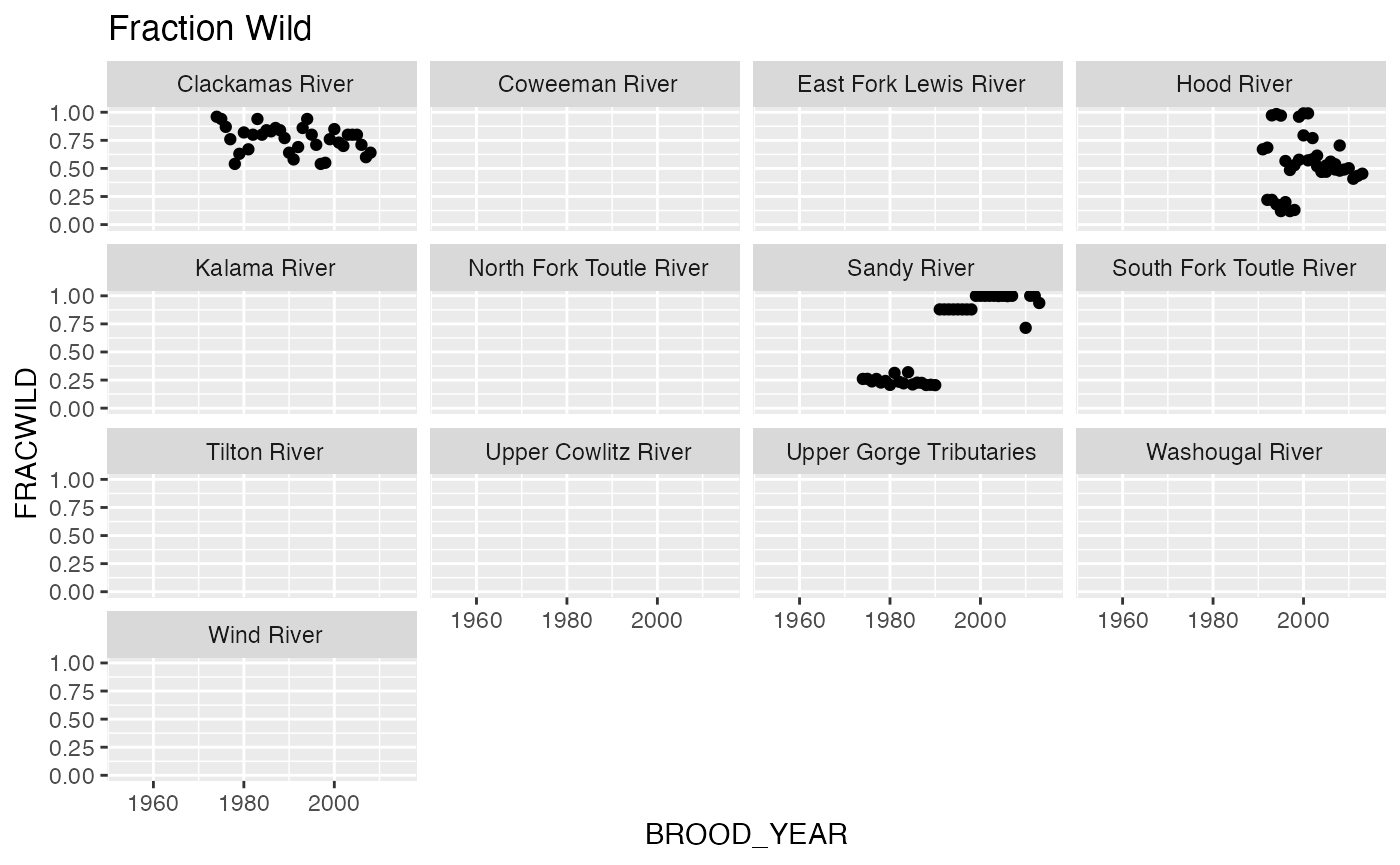 Fraction Wild
Clackamas River
Coweeman River
East Fork Lewis River
Hood River
1.00
0.75
0.50
0.25
0.00
Kalama River
North Fork Toutle River
Sandy River
South Fork Toutle River
1.00
0.75
0.50
0.25
0.00
FRACWILD
Tilton River
Upper Cowlitz River
Upper Gorge Tributaries
Washougal River
1.00
0.75
0.50
0.25
0.00
1960 1980 2000
1960 1980 2000
1960 1980 2000
Wind River
1.00
0.75
0.50
0.25
0.00
1960 1980 2000
BROOD_YEAR